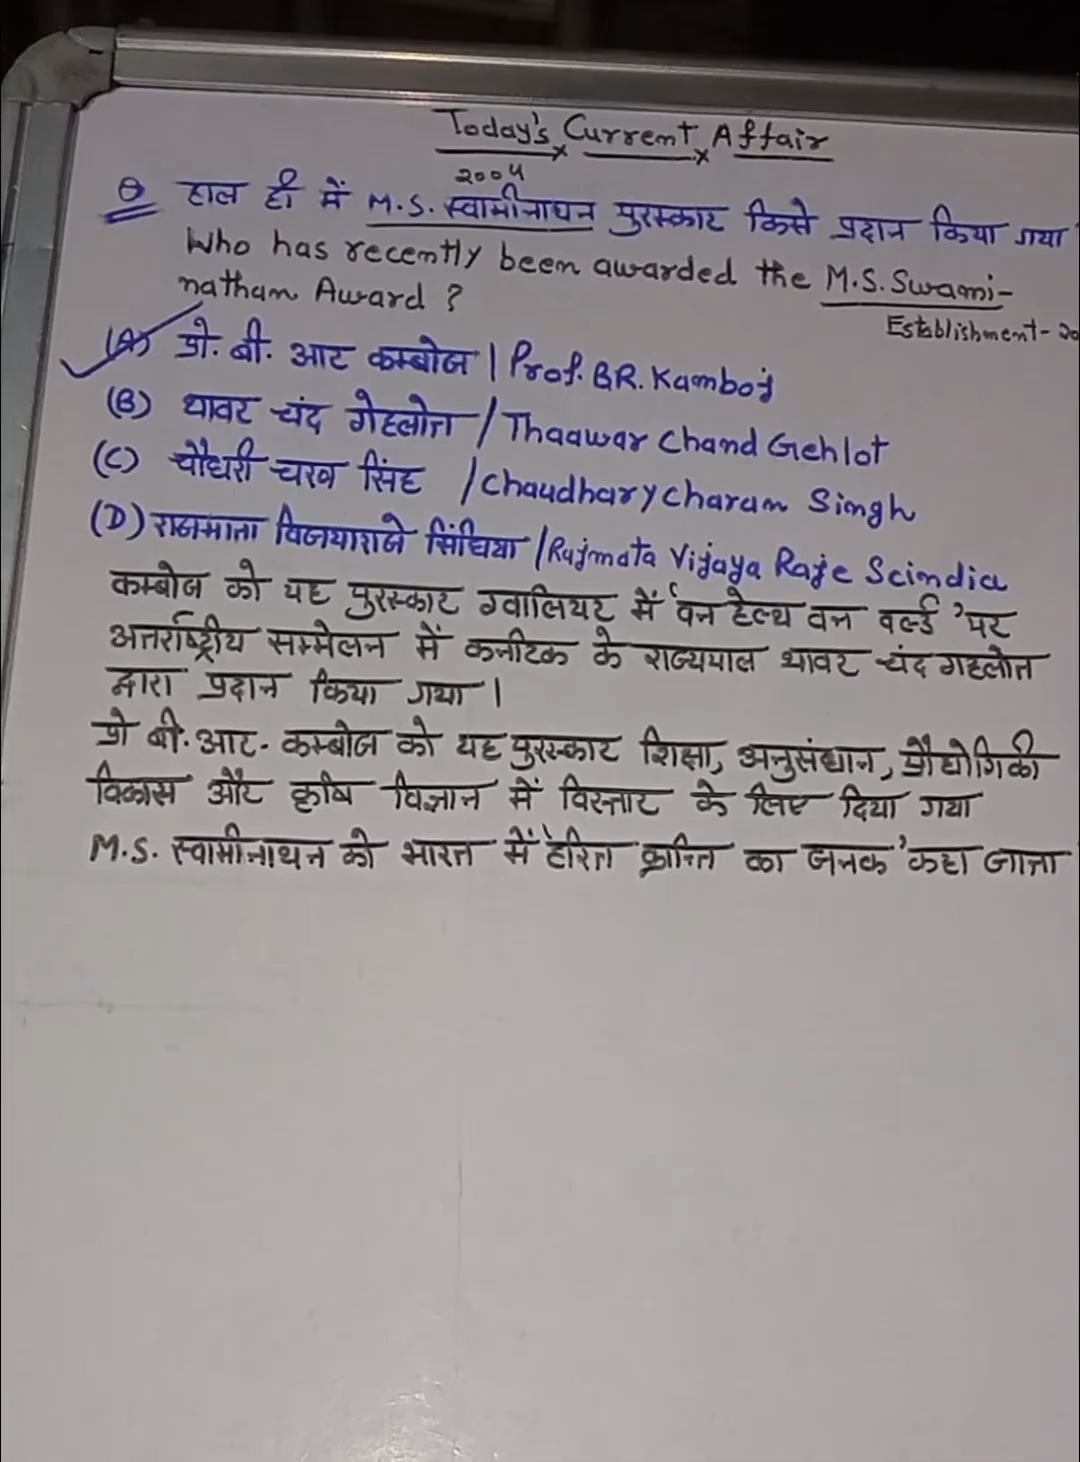 Today's Current Affair
2004
Q हाल ही में M.S. स्वामीनाथन पुरस्कार किसे प्रदान किया गया
Who has recently been awarded the M.S. Swami-
nathan Award ?
Establishment - 20
(A) प्रो. बी. आर कम्बोज | Prof. B.R. Kamboj
(B) थावर चंद गेहलोत / Thaawar Chand Gehlot
(C) चौधरी चरण सिंह / Chaudhary Charan Singh
(D) राजमाता विजयाराजे सिंधिया / Rajmata Vijaya Raje Scindia
कम्बोज को यह पुरस्कार ग्वालियर में 'वन हेल्थ वन वर्ल्ड' पर
अन्तर्राष्ट्रीय सम्मेलन में कर्नाटक के राज्यपाल थावर चंद गहलोत
द्वारा प्रदान किया गया ।
प्रो बी. आर. कम्बोज को यह पुरस्कार शिक्षा, अनुसंधान, प्रौद्योगिकी
विकास और कृषि विज्ञान में विस्तार के लिए दिया गया
M.S. स्वामीनाथन को भारत में 'हरित क्रान्ति का जनक' कहा जाता